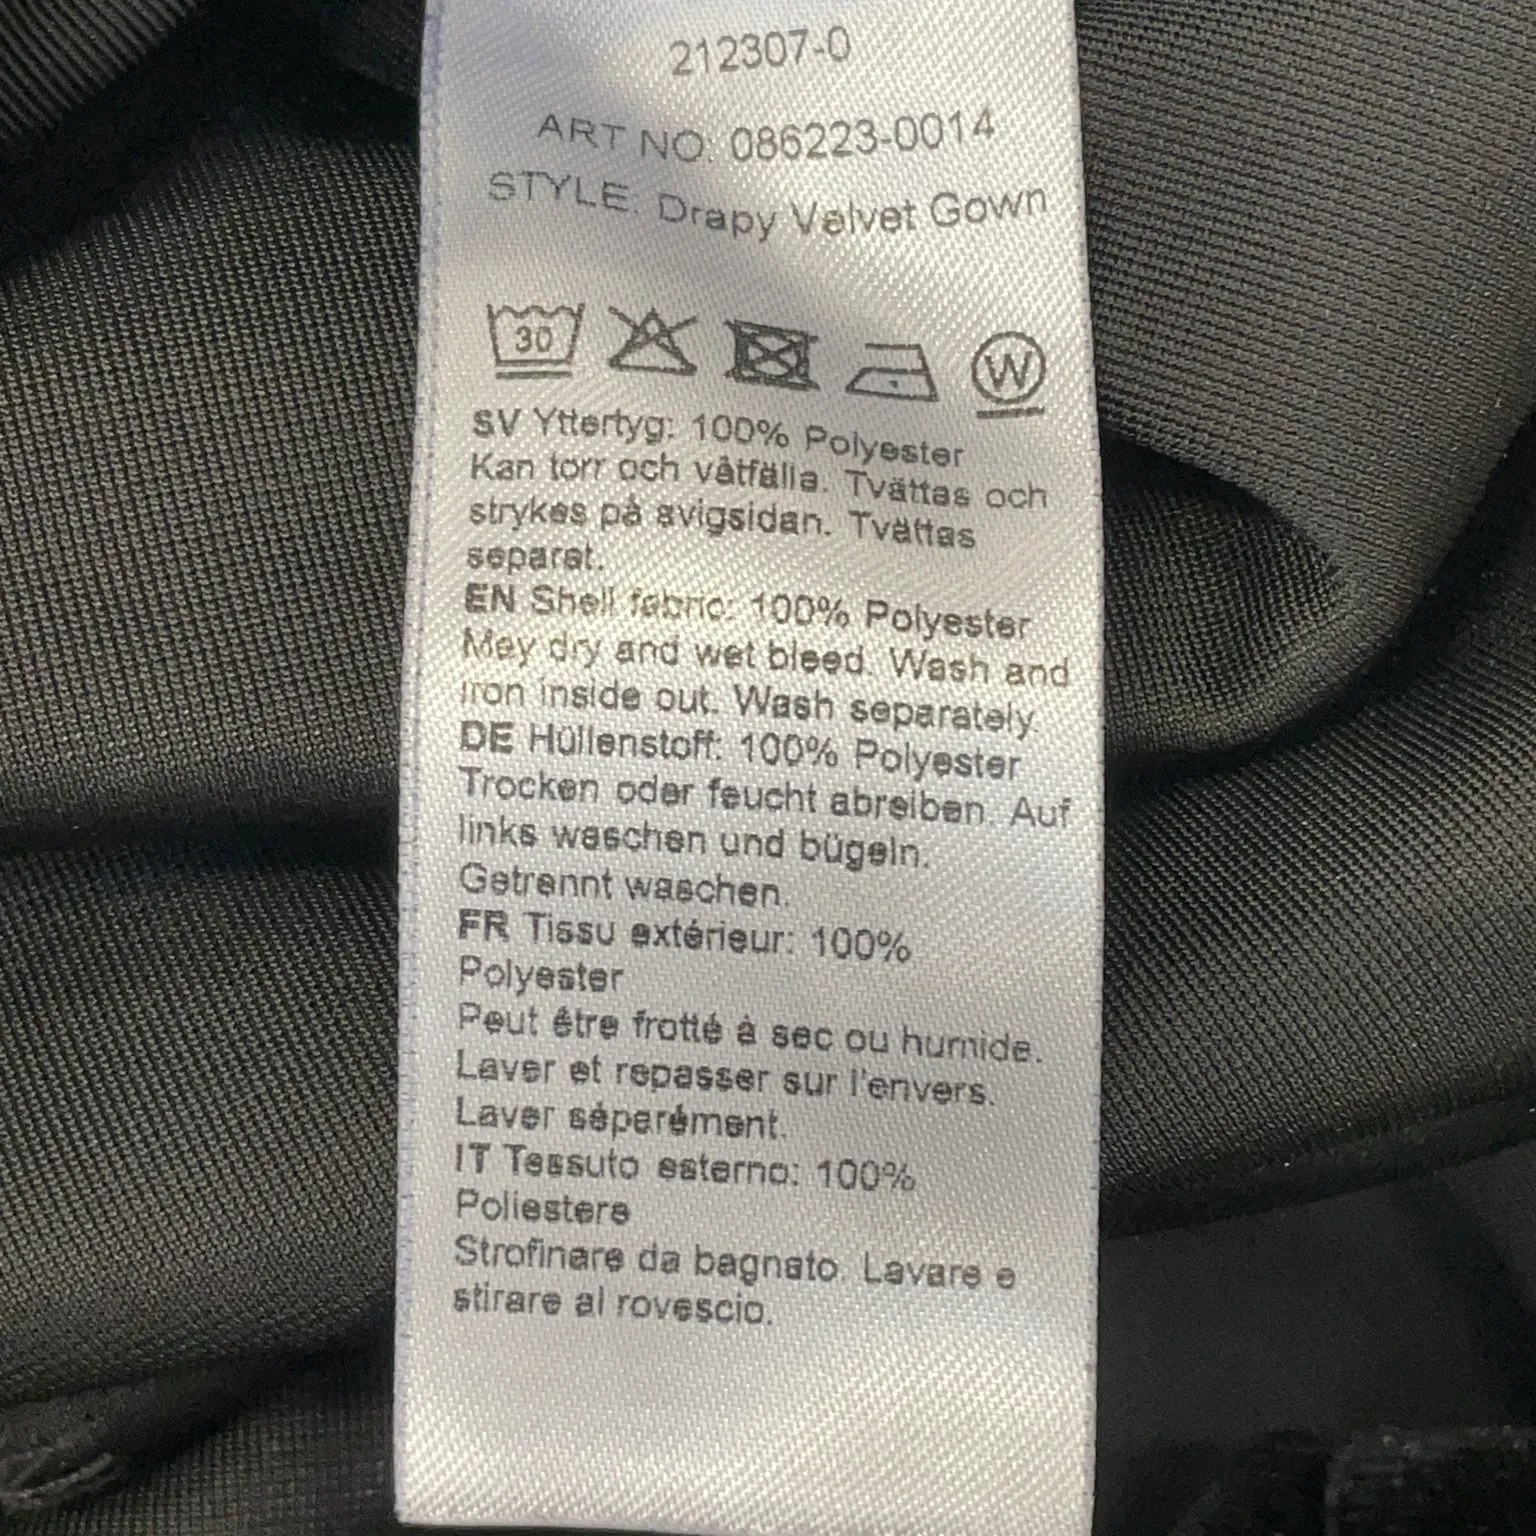 212307-0
ART NO. 086223-0014
STYLE: Drapy Velvet Gown
30 W
SV Yttertyg: 100% Polyester
Kan torr och våtfälla. Tvättas och
strykes på avigsidan. Tvättas
separat.
EN Shell fabric: 100% Polyester
May dry and wet bleed. Wash and
iron inside out. Wash separately.
DE Hüllenstoff: 100% Polyester
Trocken oder feucht abreiben. Auf
links waschen und bügeln.
Getrennt waschen.
FR Tissu extérieur: 100%
Polyester
Peut être frotté à sec ou humide.
Laver et repasser sur l'envers.
Laver séparément.
IT Tessuto esterno: 100%
Poliestere
Strofinare da bagnato. Lavare e
stirare al rovescio.